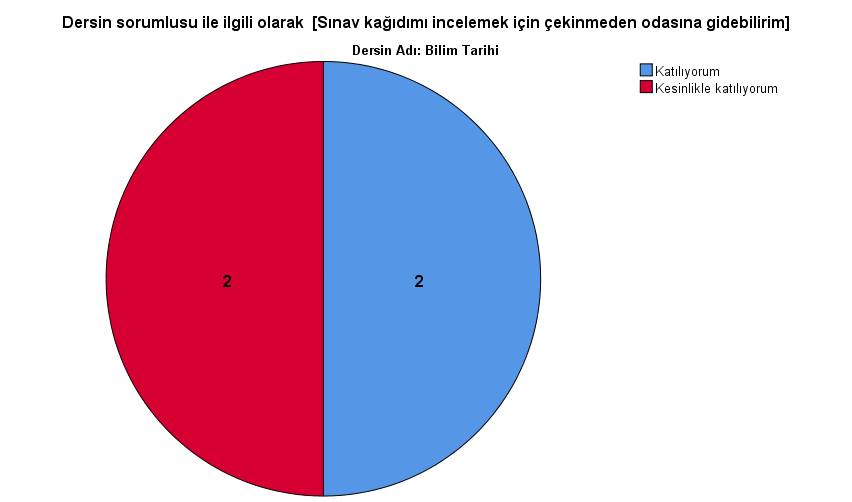 Dersin sorumlusu ile ilgili olarak  [Sınav kağıdımı incelemek için çekinmeden odasına gidebilirim]
Dersin Adı: Bilim Tarihi
Katılıyorum
Kesinlikle katılıyorum
2
2